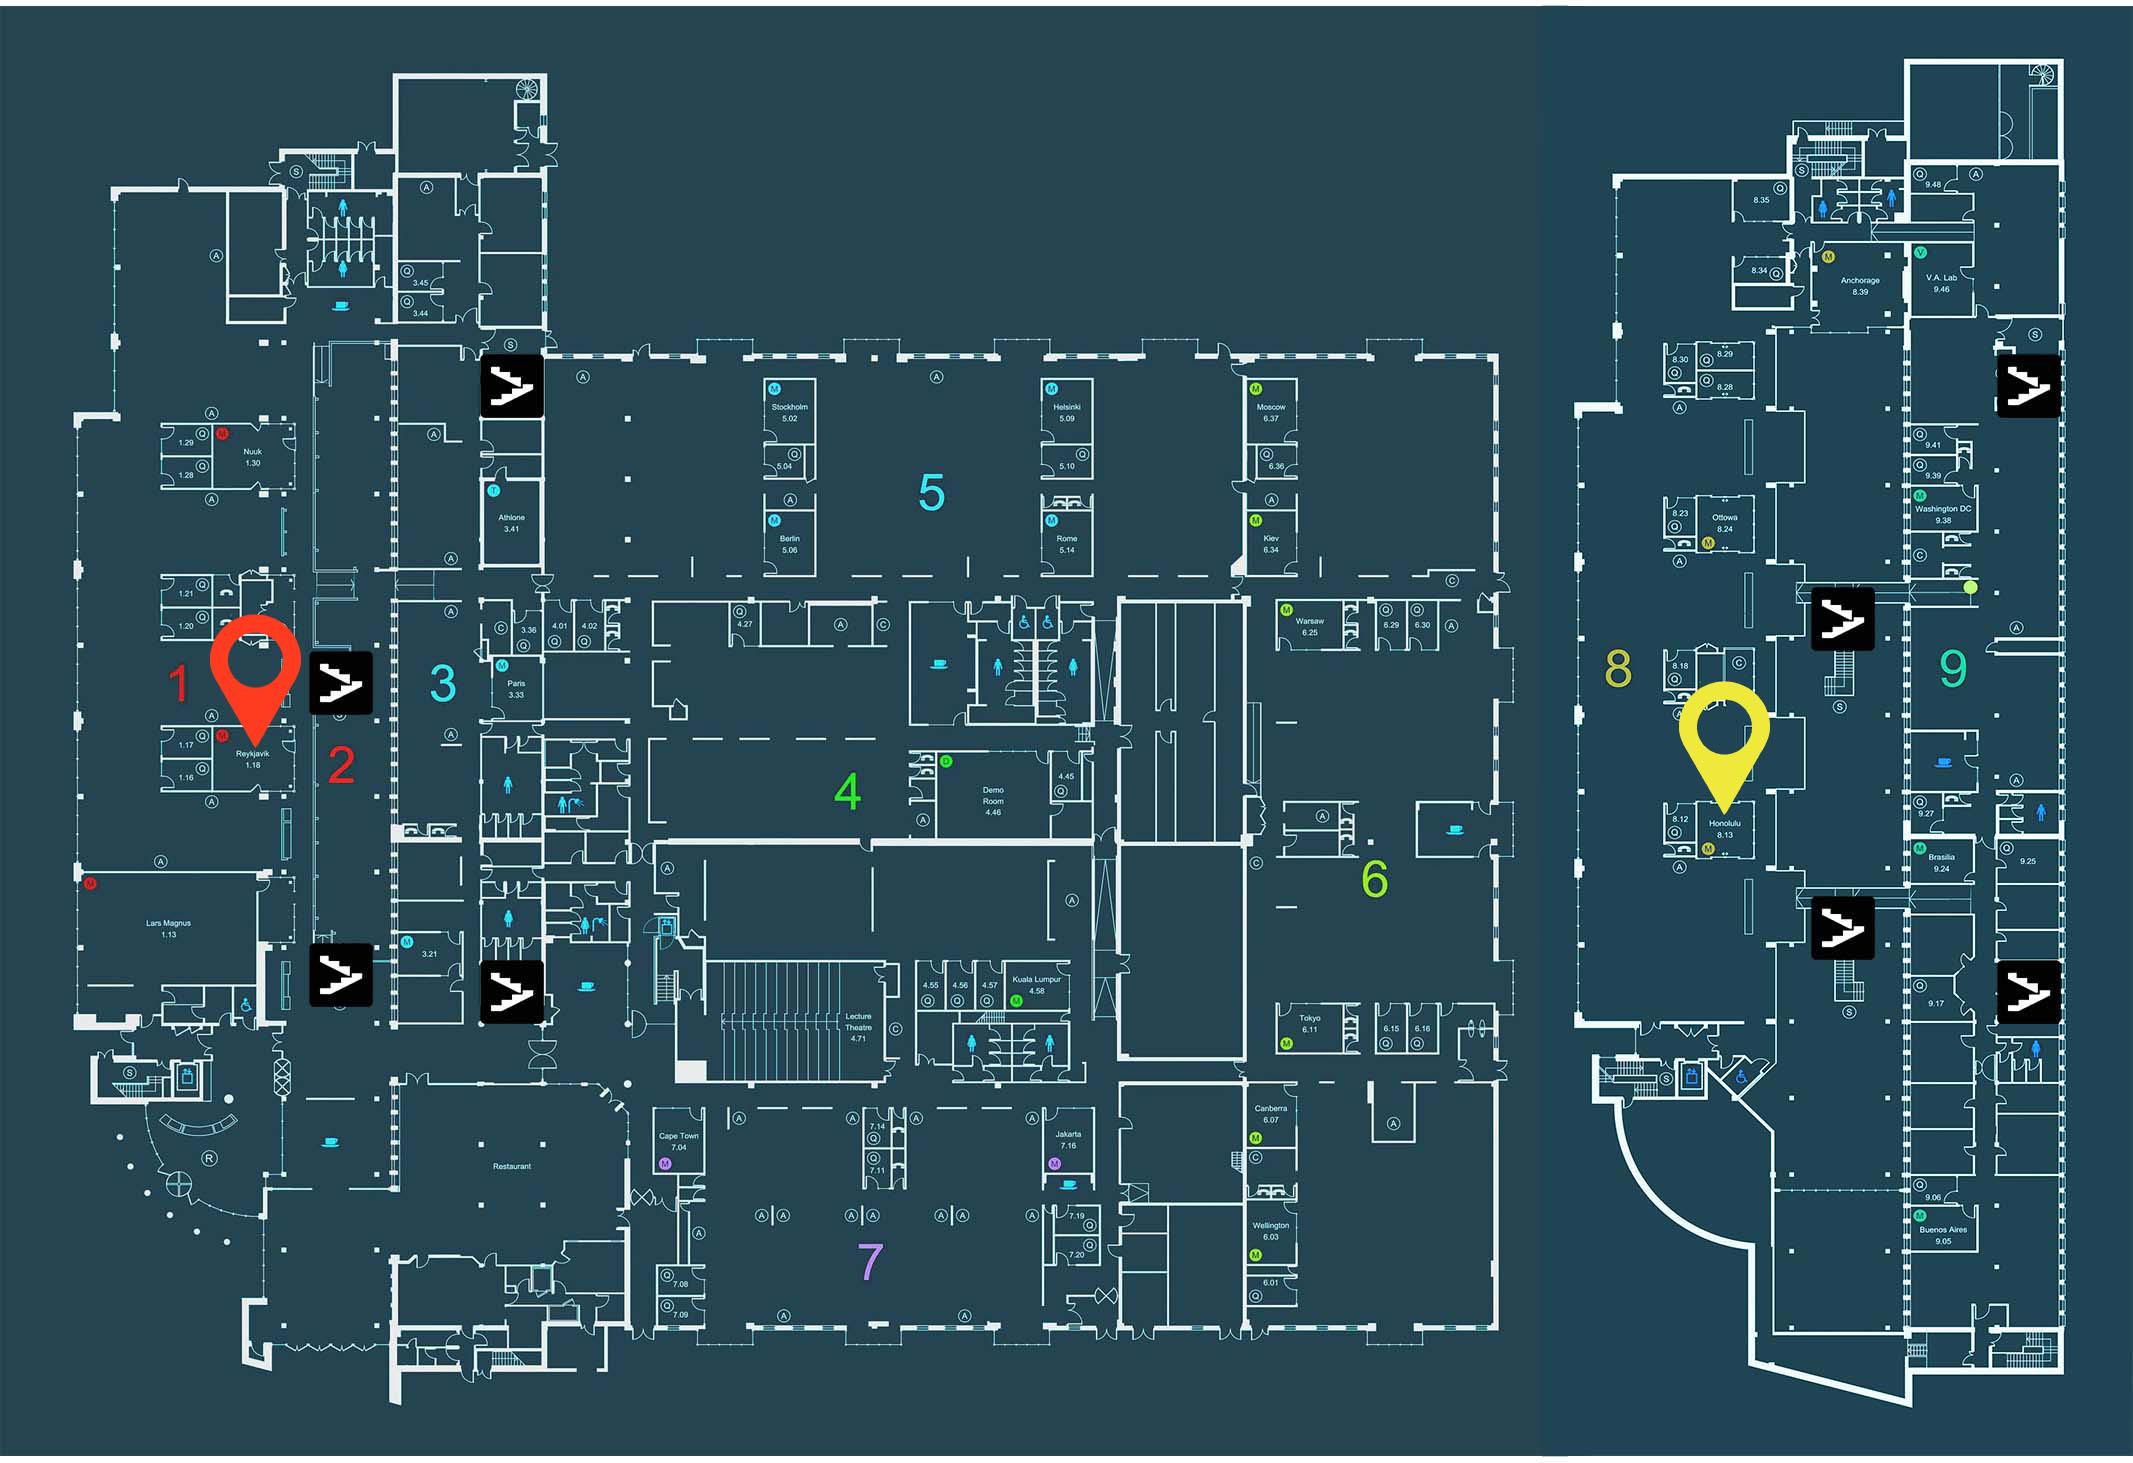 S
A
A
Q
3.45
Q
3.44
S
A
A
A
A
Q
1.29
M
Nuuk
1.30
Q
1.28
A
A
T
Athlone
3.41
A
M
Stockholm
5.02
Q
5.04
A
M
Berlin
5.06
5
M
Helsinki
5.09
Q
5.10
M
Rome
5.14
M
Moscow
6.37
Q
6.36
A
M
Kiev
6.34
C
Q
1.21
Q
1.20
A
1
A
Q
1.17
M
Reykjavik
1.18
Q
1.16
A
2
A
3
A
C
3.36
Q
4.01
Q
4.02
Q
M
Paris
3.33
Q
4.27
A
C
4
D
Demo
Room
4.46
4.45
Q
A
M
Warsaw
6.25
Q
6.29
Q
6.30
A
A
C
6
A
M
Lars Magnus
1.13
M
3.21
A
A
4.55
Q
4.56
Q
4.57
Q
Kuala Lumpur
4.58
M
Lecture
Theatre
4.71
C
Tokyo
6.11
M
6.15
Q
6.16
Q
S
R
Restaurant
Cape Town
7.04
M
A
A
7.14
Q
Q
7.11
A
A
Jakarta
7.16
M
A
A A
A A
A A
A
7.19
Q
Q
7.20
7
Q
7.08
Q
7.09
A
A
Canberra
6.07
M
C
Wellington
6.03
M
6.01
Q
A
S
Q
8.35
8.34
Q
M
Anchorage
8.39
Q
9.48
A
V
V.A. Lab
9.46
S
8.30
Q
8.29
Q
Q
8.28
A
8.23
Q
Ottowa
8.24
M
A
Q
9.41
Q
9.39
M
Washington DC
9.38
C
A
8
8.18
Q
C
S
9
A
8.12
Q
Honolulu
8.13
M
A
Q
9.27
M
Brasilia
9.24
Q
9.25
Q
9.17
S
S
Q
9.06
M
Buenos Aires
9.05